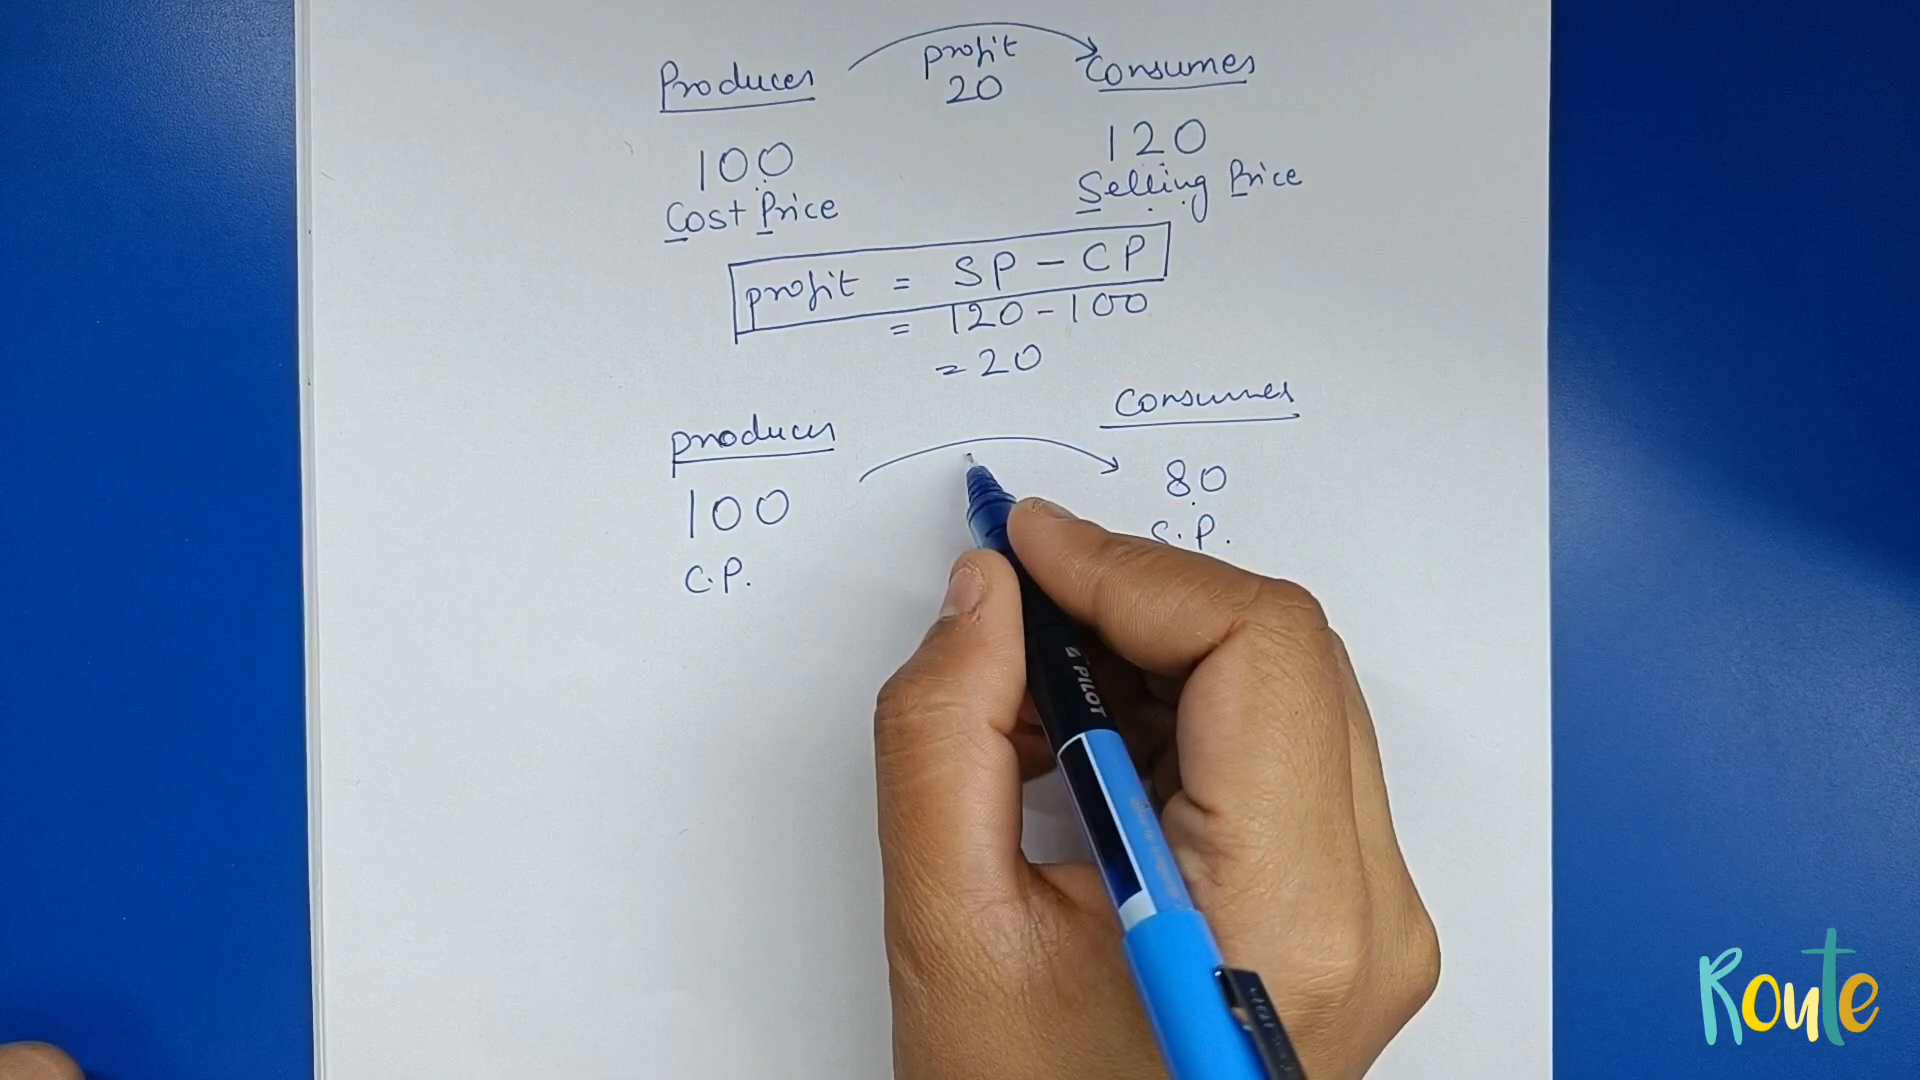 profit
Producer Consumer
20
100 120
Cost Price Selling Price
profit = SP - CP
= 120 - 100
= 20
producer Consumer
100 80
C.P. S.P.
PILOT
Route